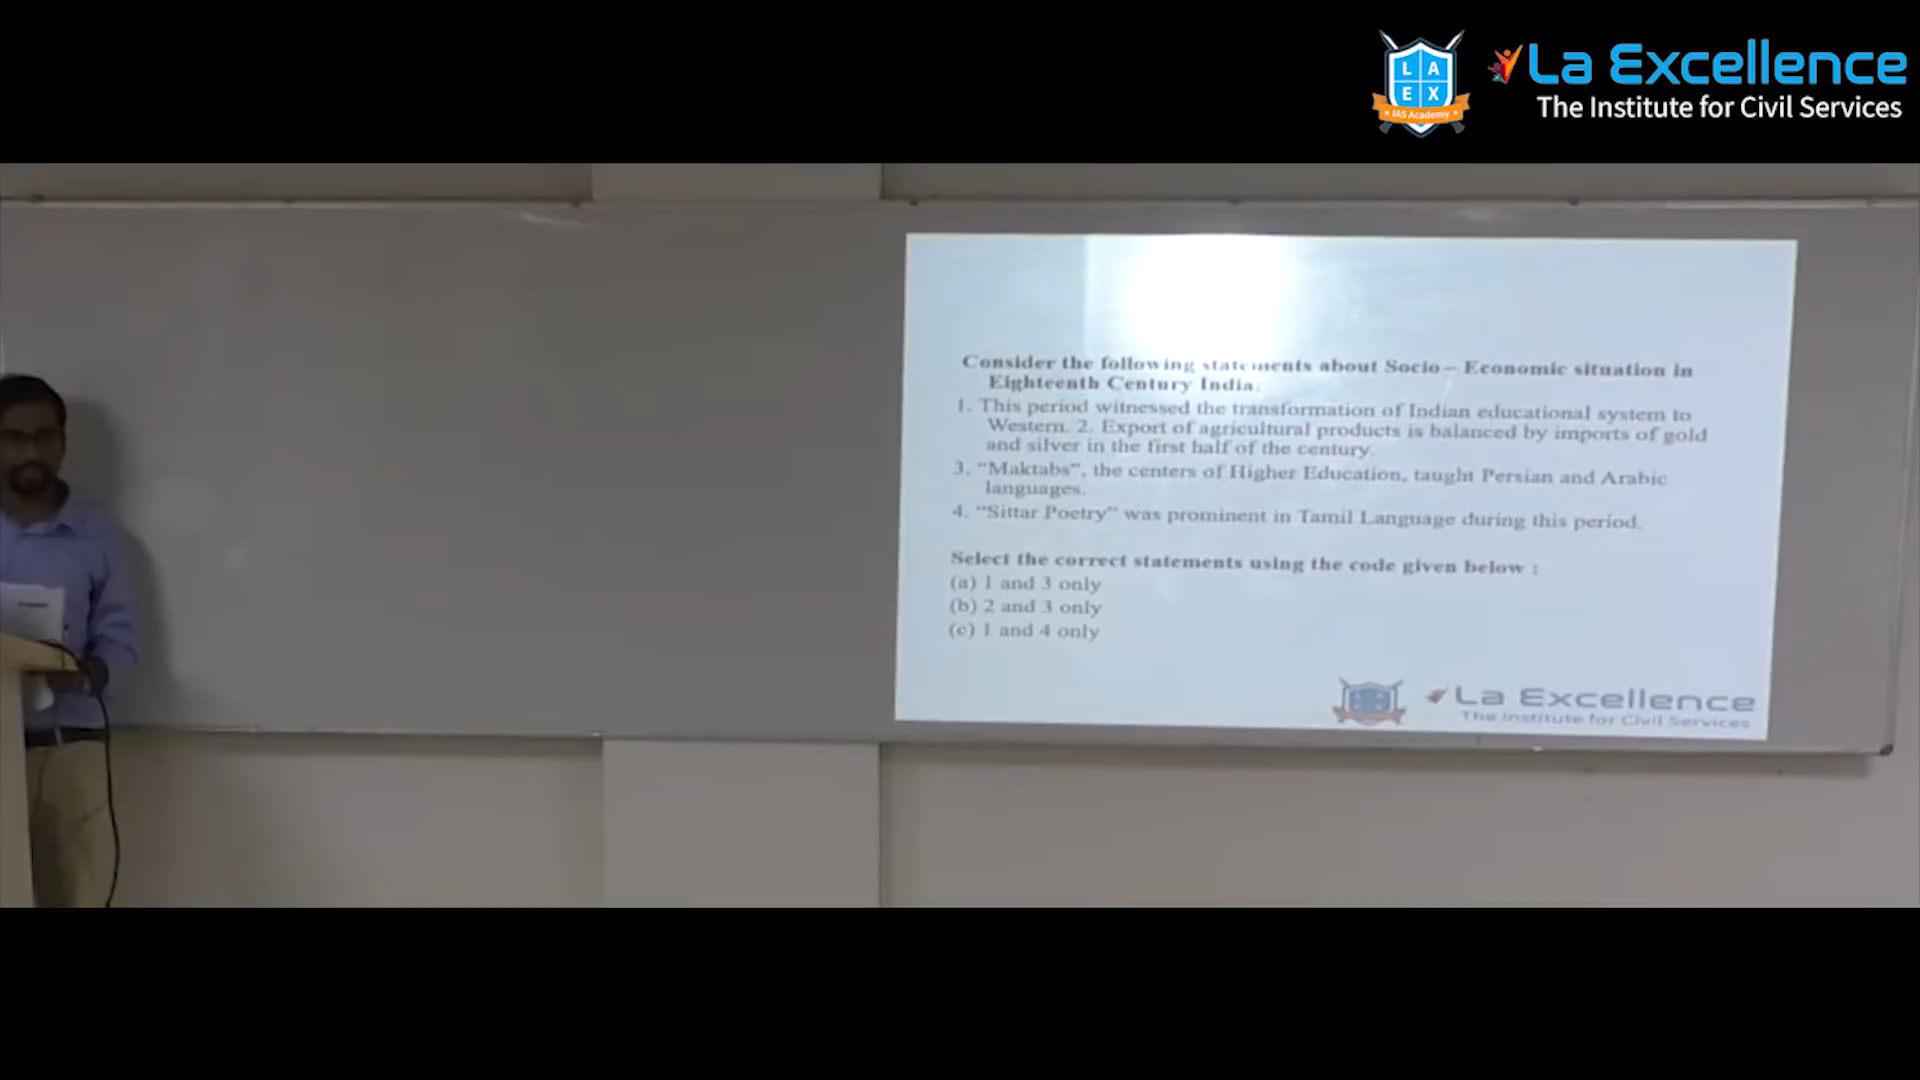 L A
E X
IAS Academy
La Excellence
The Institute for Civil Services
Consider the following statements about Socio – Economic situation in
Eighteenth Century India.
1. This period witnessed the transformation of Indian educational system to
Western. 2. Export of agricultural products is balanced by imports of gold
and silver in the first half of the century.
3. "Maktabs", the centers of Higher Education, taught Persian and Arabic
languages.
4. "Sittar Poetry" was prominent in Tamil Language during this period.
Select the correct statements using the code given below :
(a) 1 and 3 only
(b) 2 and 3 only
(c) 1 and 4 only
La Excellence
The Institute for Civil Services